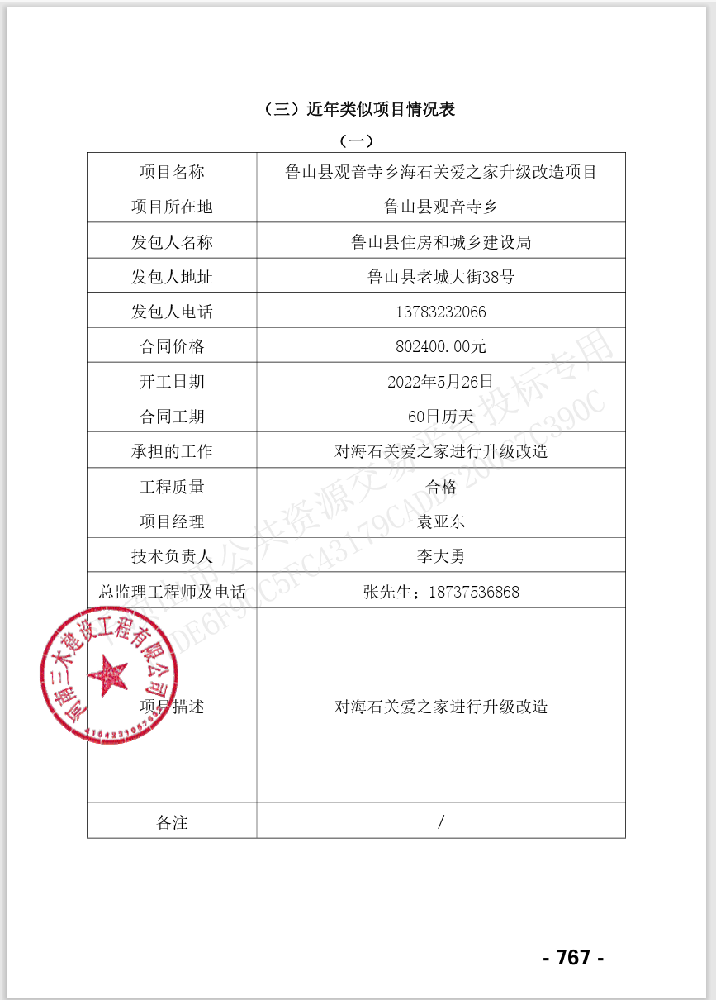 （三）近年类似项目情况表
（一）
项目名称 鲁山县观音寺乡海石关爱之家升级改造项目
项目所在地 鲁山县观音寺乡
发包人名称 鲁山县住房和城乡建设局
发包人地址 鲁山县老城大街38号
发包人电话 13783232066
合同价格 802400.00元
开工日期 2022年5月26日
合同工期 60日历天
承担的工作 对海石关爱之家进行升级改造
工程质量 合格
项目经理 袁亚东
技术负责人 李大勇
总监理工程师及电话 张先生；18737536868
项目描述 对海石关爱之家进行升级改造
备注 /
河南三木建设工程有限公司
平顶山市公共资源交易平台投标专用
- 767 -